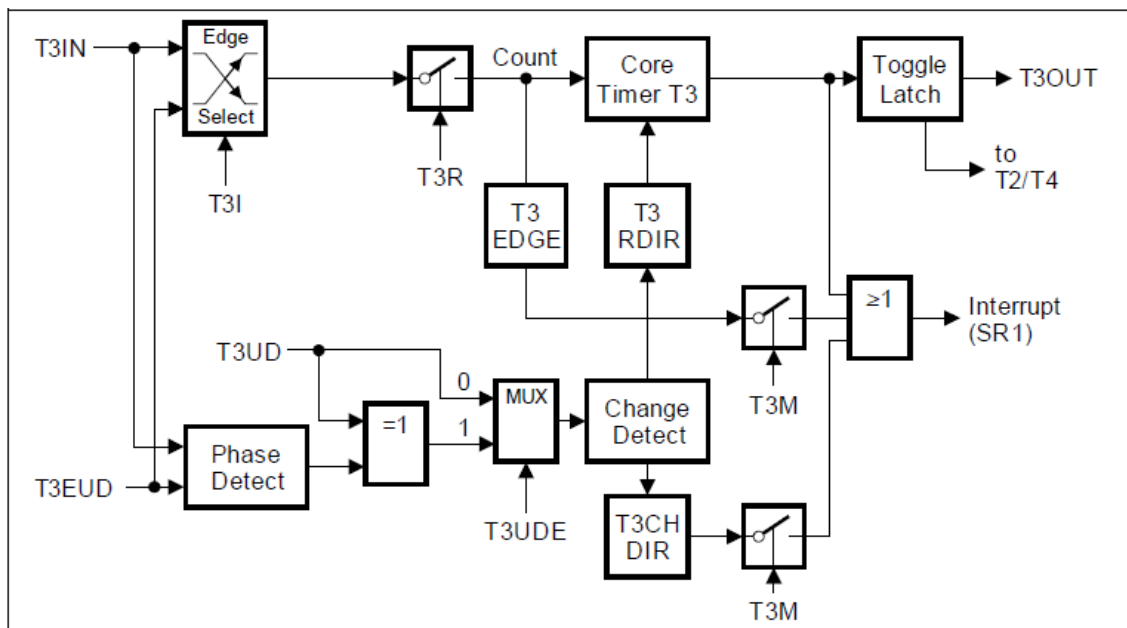 T3IN
Edge
Select
T3I
T3R
Count
Core
Timer T3
Toggle
Latch
T3OUT
to
T2/T4
T3
EDGE
T3
RDIR
≥1
Interrupt
(SR1)
T3M
T3UD
0
1
=1
MUX
Change
Detect
T3EUD
Phase
Detect
T3UDE
T3CH
DIR
T3M